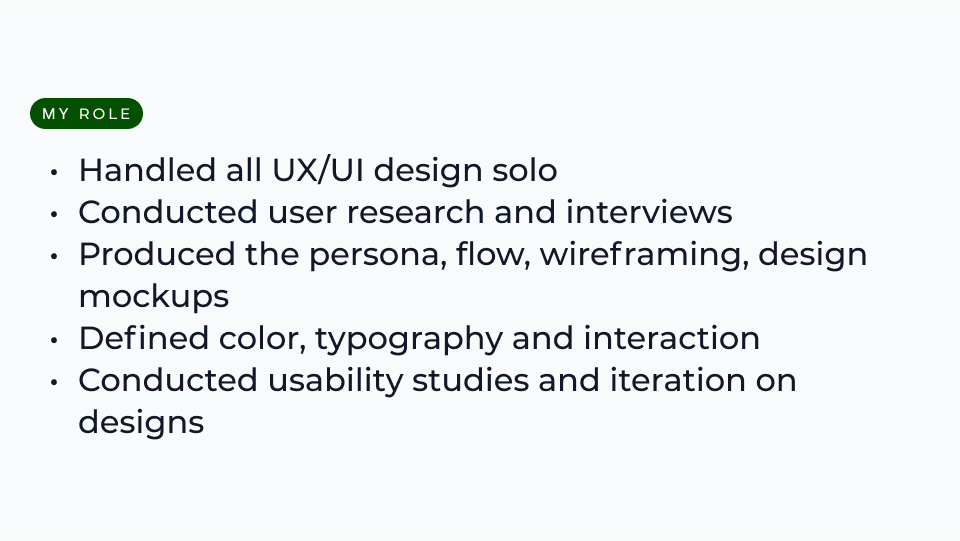 MY ROLE
• Handled all UX/UI design solo
• Conducted user research and interviews
• Produced the persona, flow, wireframing, design
mockups
• Defined color, typography and interaction
• Conducted usability studies and iteration on
designs